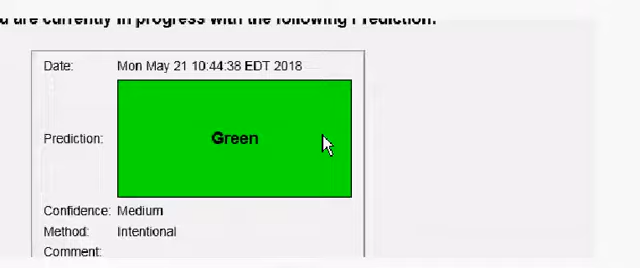 u are currently in progress with the following Prediction:
Date: Mon May 21 10:44:38 EDT 2018
Prediction: Green
Confidence: Medium
Method: Intentional
Comment: